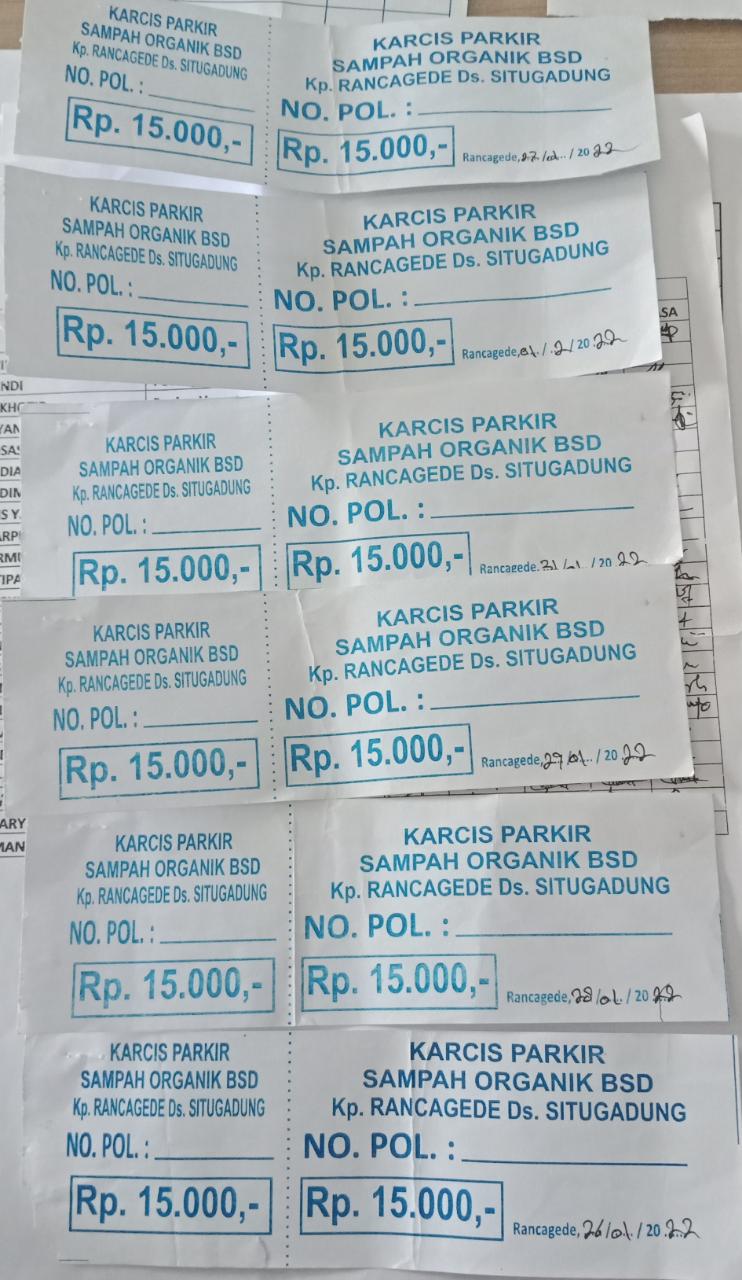 KARCIS PARKIR
SAMPAH ORGANIK BSD
Kp. RANCAGEDE Ds. SITUGADUNG
NO. POL. :
Rp. 15.000,-
KARCIS PARKIR
SAMPAH ORGANIK BSD
Kp. RANCAGEDE Ds. SITUGADUNG
NO. POL. :
Rp. 15.000,-
Rancagede, 27/01/2022
KARCIS PARKIR
SAMPAH ORGANIK BSD
Kp. RANCAGEDE Ds. SITUGADUNG
NO. POL. :
Rp. 15.000,-
KARCIS PARKIR
SAMPAH ORGANIK BSD
Kp. RANCAGEDE Ds. SITUGADUNG
NO. POL. :
Rp. 15.000,-
Rancagede, 01/2/2022
KARCIS PARKIR
SAMPAH ORGANIK BSD
Kp. RANCAGEDE Ds. SITUGADUNG
NO. POL. :
Rp. 15.000,-
KARCIS PARKIR
SAMPAH ORGANIK BSD
Kp. RANCAGEDE Ds. SITUGADUNG
NO. POL. :
Rp. 15.000,-
Rancagede, 31/01/2022
KARCIS PARKIR
SAMPAH ORGANIK BSD
Kp. RANCAGEDE Ds. SITUGADUNG
NO. POL. :
Rp. 15.000,-
KARCIS PARKIR
SAMPAH ORGANIK BSD
Kp. RANCAGEDE Ds. SITUGADUNG
NO. POL. :
Rp. 15.000,-
Rancagede, 29/01/2022
KARCIS PARKIR
SAMPAH ORGANIK BSD
Kp. RANCAGEDE Ds. SITUGADUNG
NO. POL. :
Rp. 15.000,-
KARCIS PARKIR
SAMPAH ORGANIK BSD
Kp. RANCAGEDE Ds. SITUGADUNG
NO. POL. :
Rp. 15.000,-
Rancagede, 28/01/2022
KARCIS PARKIR
SAMPAH ORGANIK BSD
Kp. RANCAGEDE Ds. SITUGADUNG
NO. POL. :
Rp. 15.000,-
KARCIS PARKIR
SAMPAH ORGANIK BSD
Kp. RANCAGEDE Ds. SITUGADUNG
NO. POL. :
Rp. 15.000,-
Rancagede, 26/01/2022